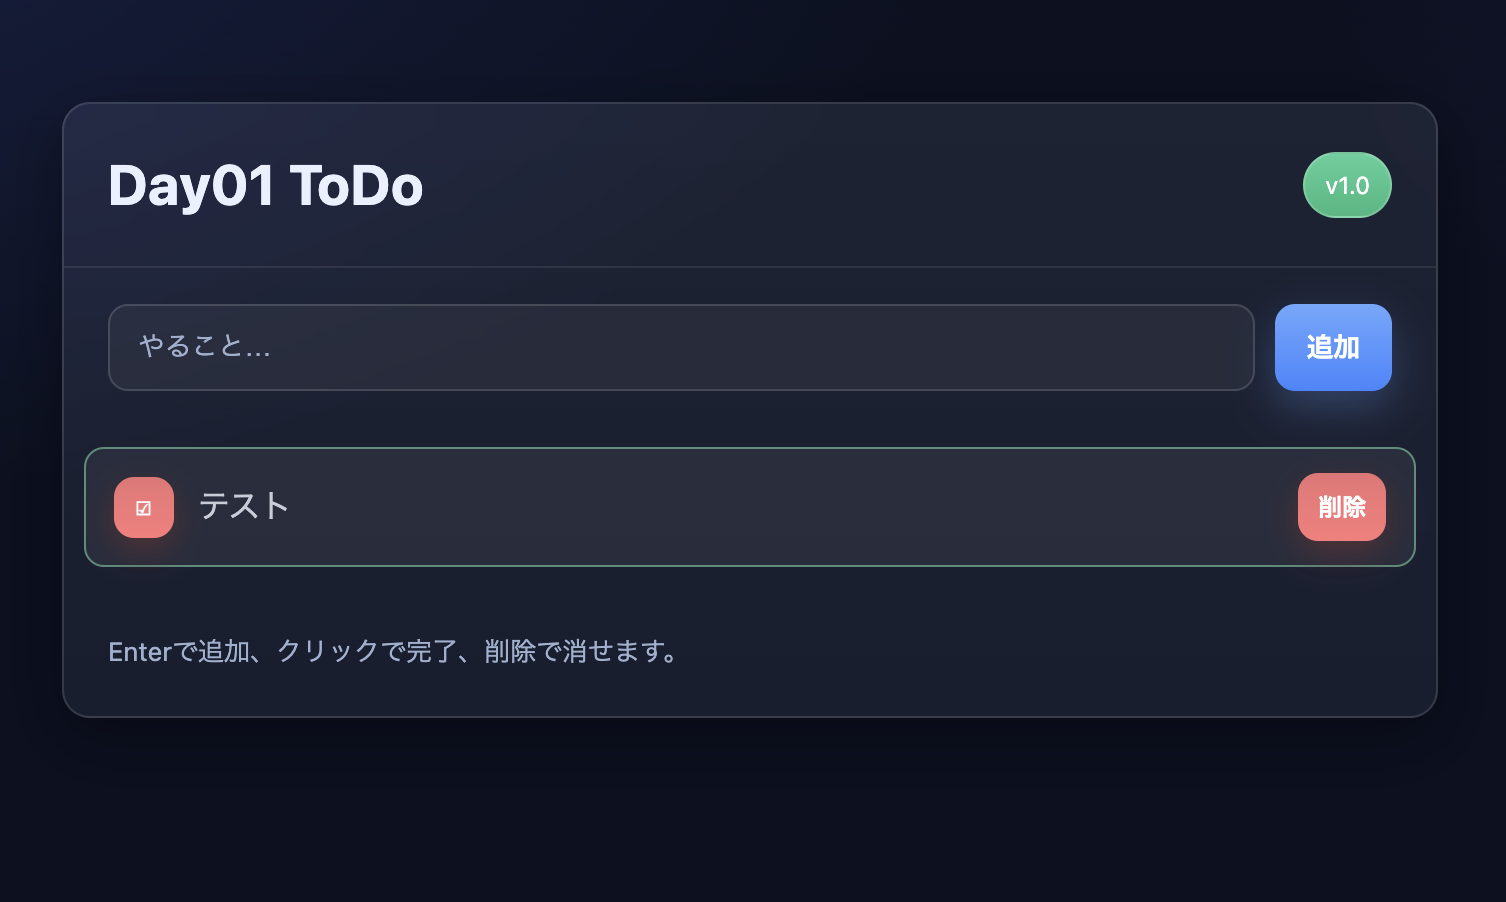 Day01 ToDo
v1.0
やること...
追加
☑ テスト
削除
Enterで追加、クリックで完了、削除で消せます。